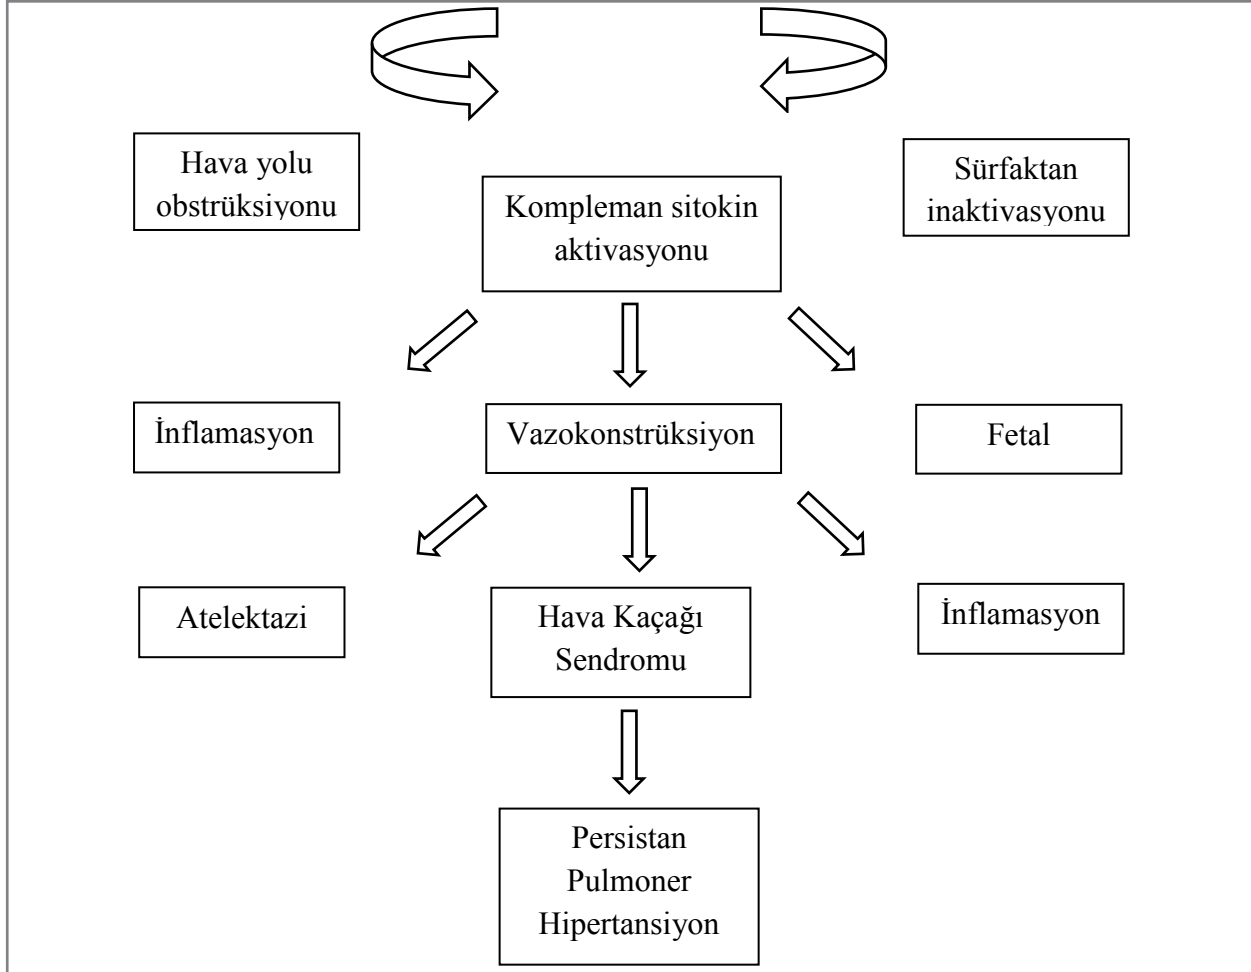 Hava yolu
obstrüksiyonu
Kompleman sitokin
aktivasyonu
Sürfaktan
inaktivasyonu
İnflamasyon
Vazokonstrüksiyon
Fetal
Atelektazi
Hava Kaçağı
Sendromu
İnflamasyon
Persistan
Pulmoner
Hipertansiyon